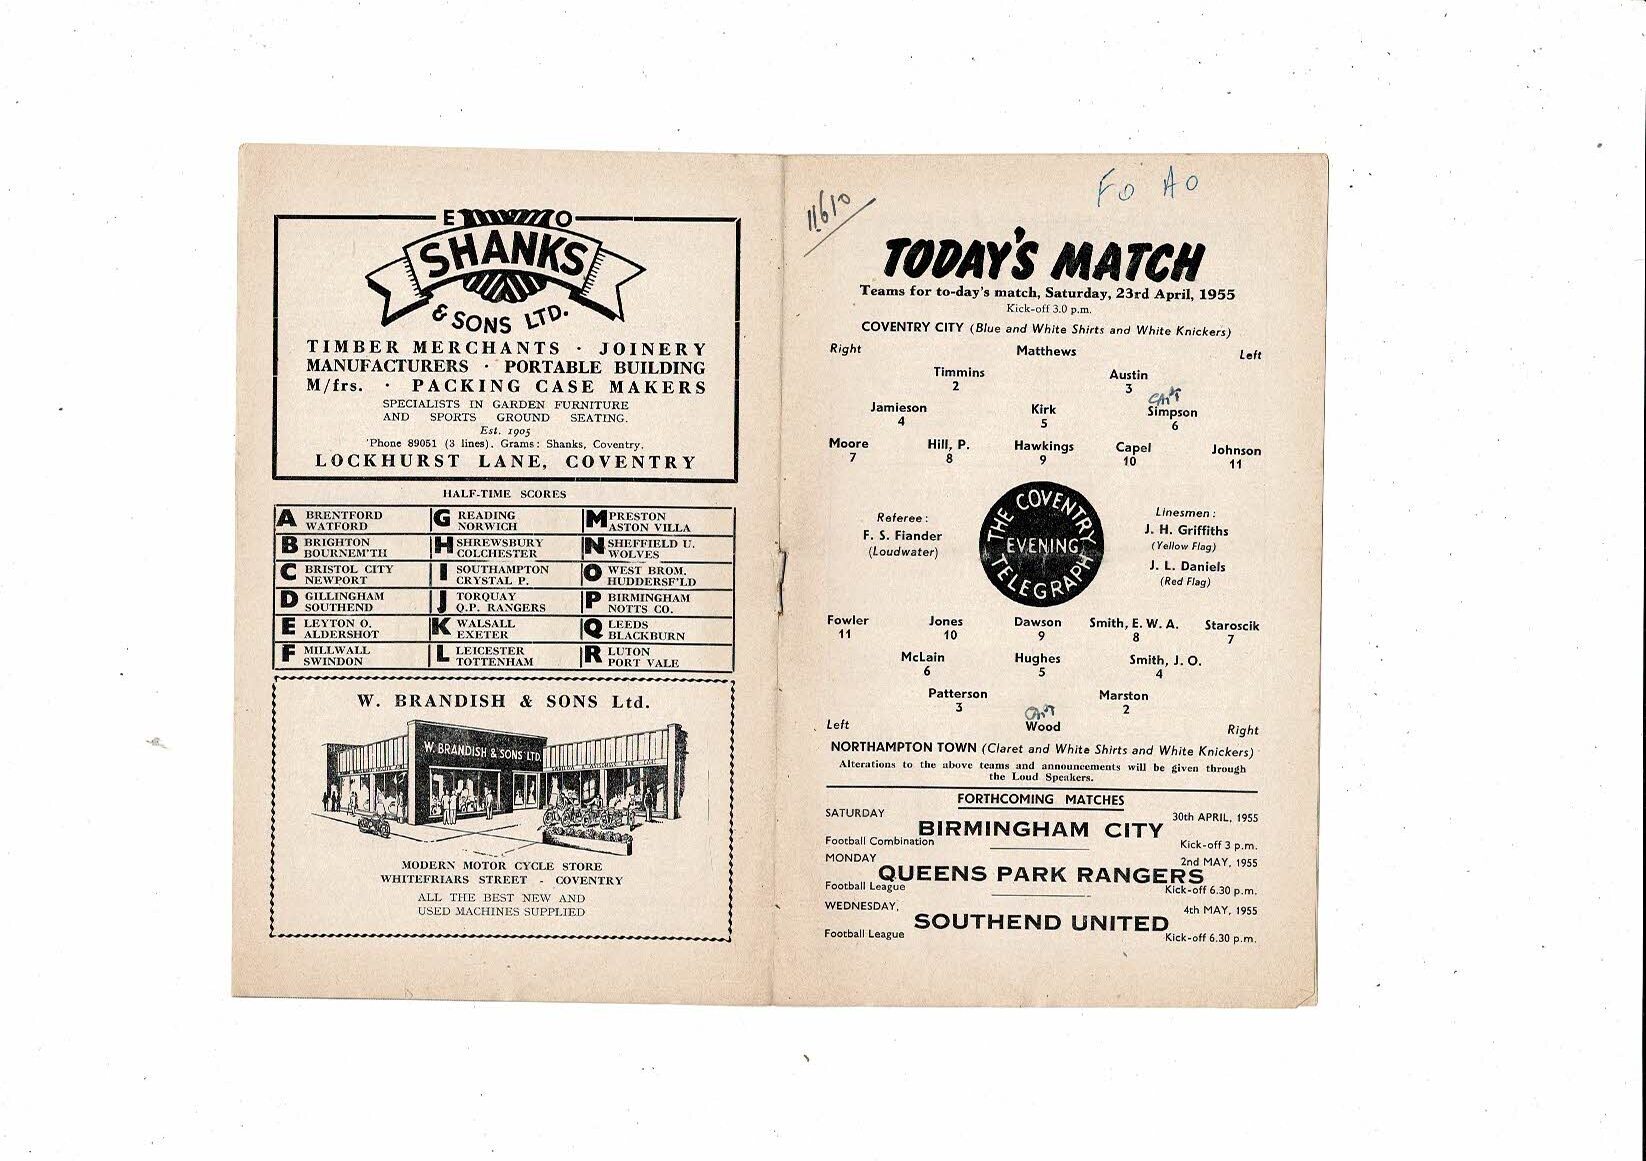 E O
SHANKS
& SONS LTD.
TIMBER MERCHANTS · JOINERY
MANUFACTURERS · PORTABLE BUILDING
M/frs. · PACKING CASE MAKERS
SPECIALISTS IN GARDEN FURNITURE
AND SPORTS GROUND SEATING.
Est. 1905
'Phone 89051 (3 lines). Grams: Shanks, Coventry.
LOCKHURST LANE, COVENTRY
HALF-TIME SCORES
A BRENTFORD
WATFORD
B BRIGHTON
BOURNEM'TH
C BRISTOL CITY
NEWPORT
D GILLINGHAM
SOUTHEND
E LEYTON O.
ALDERSHOT
F MILLWALL
SWINDON
G READING
NORWICH
H SHREWSBURY
COLCHESTER
I SOUTHAMPTON
CRYSTAL P.
J TORQUAY
Q.P. RANGERS
K WALSALL
EXETER
L LEICESTER
TOTTENHAM
M PRESTON
ASTON VILLA
N SHEFFIELD U.
WOLVES
O WEST BROM.
HUDDERSF'LD
P BIRMINGHAM
NOTTS CO.
Q LEEDS
BLACKBURN
R LUTON
PORT VALE
W. BRANDISH & SONS Ltd.
W. BRANDISH & SONS LTD.
MODERN MOTOR CYCLE STORE
WHITEFRIARS STREET - COVENTRY
ALL THE BEST NEW AND
USED MACHINES SUPPLIED
11610
FO AO
TODAY'S MATCH
Teams for to-day's match, Saturday, 23rd April, 1955
Kick-off 3.0 p.m.
COVENTRY CITY (Blue and White Shirts and White Knickers)
Right Matthews Left
Timmins Austin
2 3
Jamieson Kirk Simpson
4 5 6
Moore Hill, P. Hawkings Capel Johnson
7 8 9 10 11
Referee :
F. S. Fiander
(Loudwater)
THE COVENTRY
EVENING
TELEGRAPH
Linesmen :
J. H. Griffiths
(Yellow Flag)
J. L. Daniels
(Red Flag)
Fowler Jones Dawson Smith, E. W. A. Staroscik
11 10 9 8 7
McLain Hughes Smith, J. O.
6 5 4
Patterson Marston
3 2
Left Wood Right
NORTHAMPTON TOWN (Claret and White Shirts and White Knickers)
Alterations to the above teams and announcements will be given through
the Loud Speakers.
FORTHCOMING MATCHES
SATURDAY 30th APRIL, 1955
BIRMINGHAM CITY
Football Combination Kick-off 3 p.m.
MONDAY 2nd MAY, 1955
QUEENS PARK RANGERS
Football League Kick-off 6.30 p.m.
WEDNESDAY, 4th MAY, 1955
SOUTHEND UNITED
Football League Kick-off 6.30 p.m.